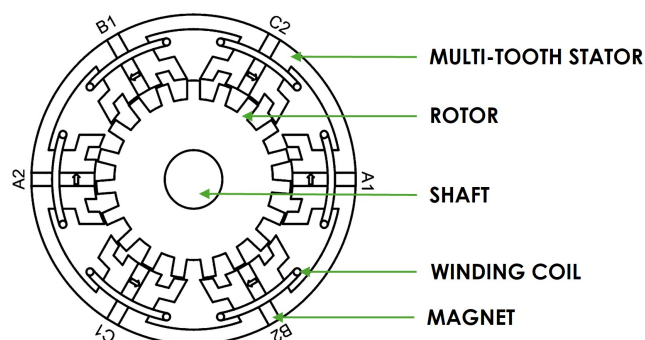 B1
C2
MULTI-TOOTH STATOR
ROTOR
A2
A1
SHAFT
WINDING COIL
MAGNET
C1
B2